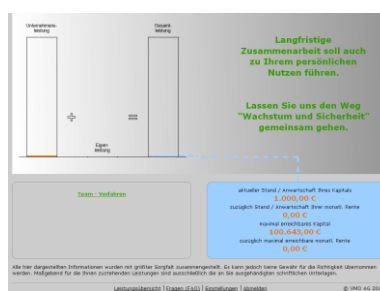 Unternehmens-
leistung
Gesamt-
leistung
Eigen-
leistung
Langfristige
Zusammenarbeit soll auch
zu Ihrem persönlichen
Nutzen führen.
Lassen Sie uns den Weg
"Wachstum und Sicherheit"
gemeinsam gehen.
Team - Verfahren
aktueller Stand / Anwartschaft Ihres Kapitals
1.000,00 €
zuzüglich Stand / Anwartschaft Ihrer monatl. Rente
0,00 €
maximal erreichbares Kapital
100.643,00 €
zuzüglich maximal erreichbare monatl. Rente
0,00 €
Alle hier dargestellten Informationen wurden mit größter Sorgfalt zusammengestellt. Es kann jedoch keine Gewähr für die Richtigkeit übernommen
werden. Maßgebend für die Ihnen zustehenden Leistungen sind ausschließlich die an Sie ausgehändigten schriftlichen Unterlagen.
Leistungsübersicht | Fragen (FAQ) | Einstellungen | Abmelden
© VMD AG 20